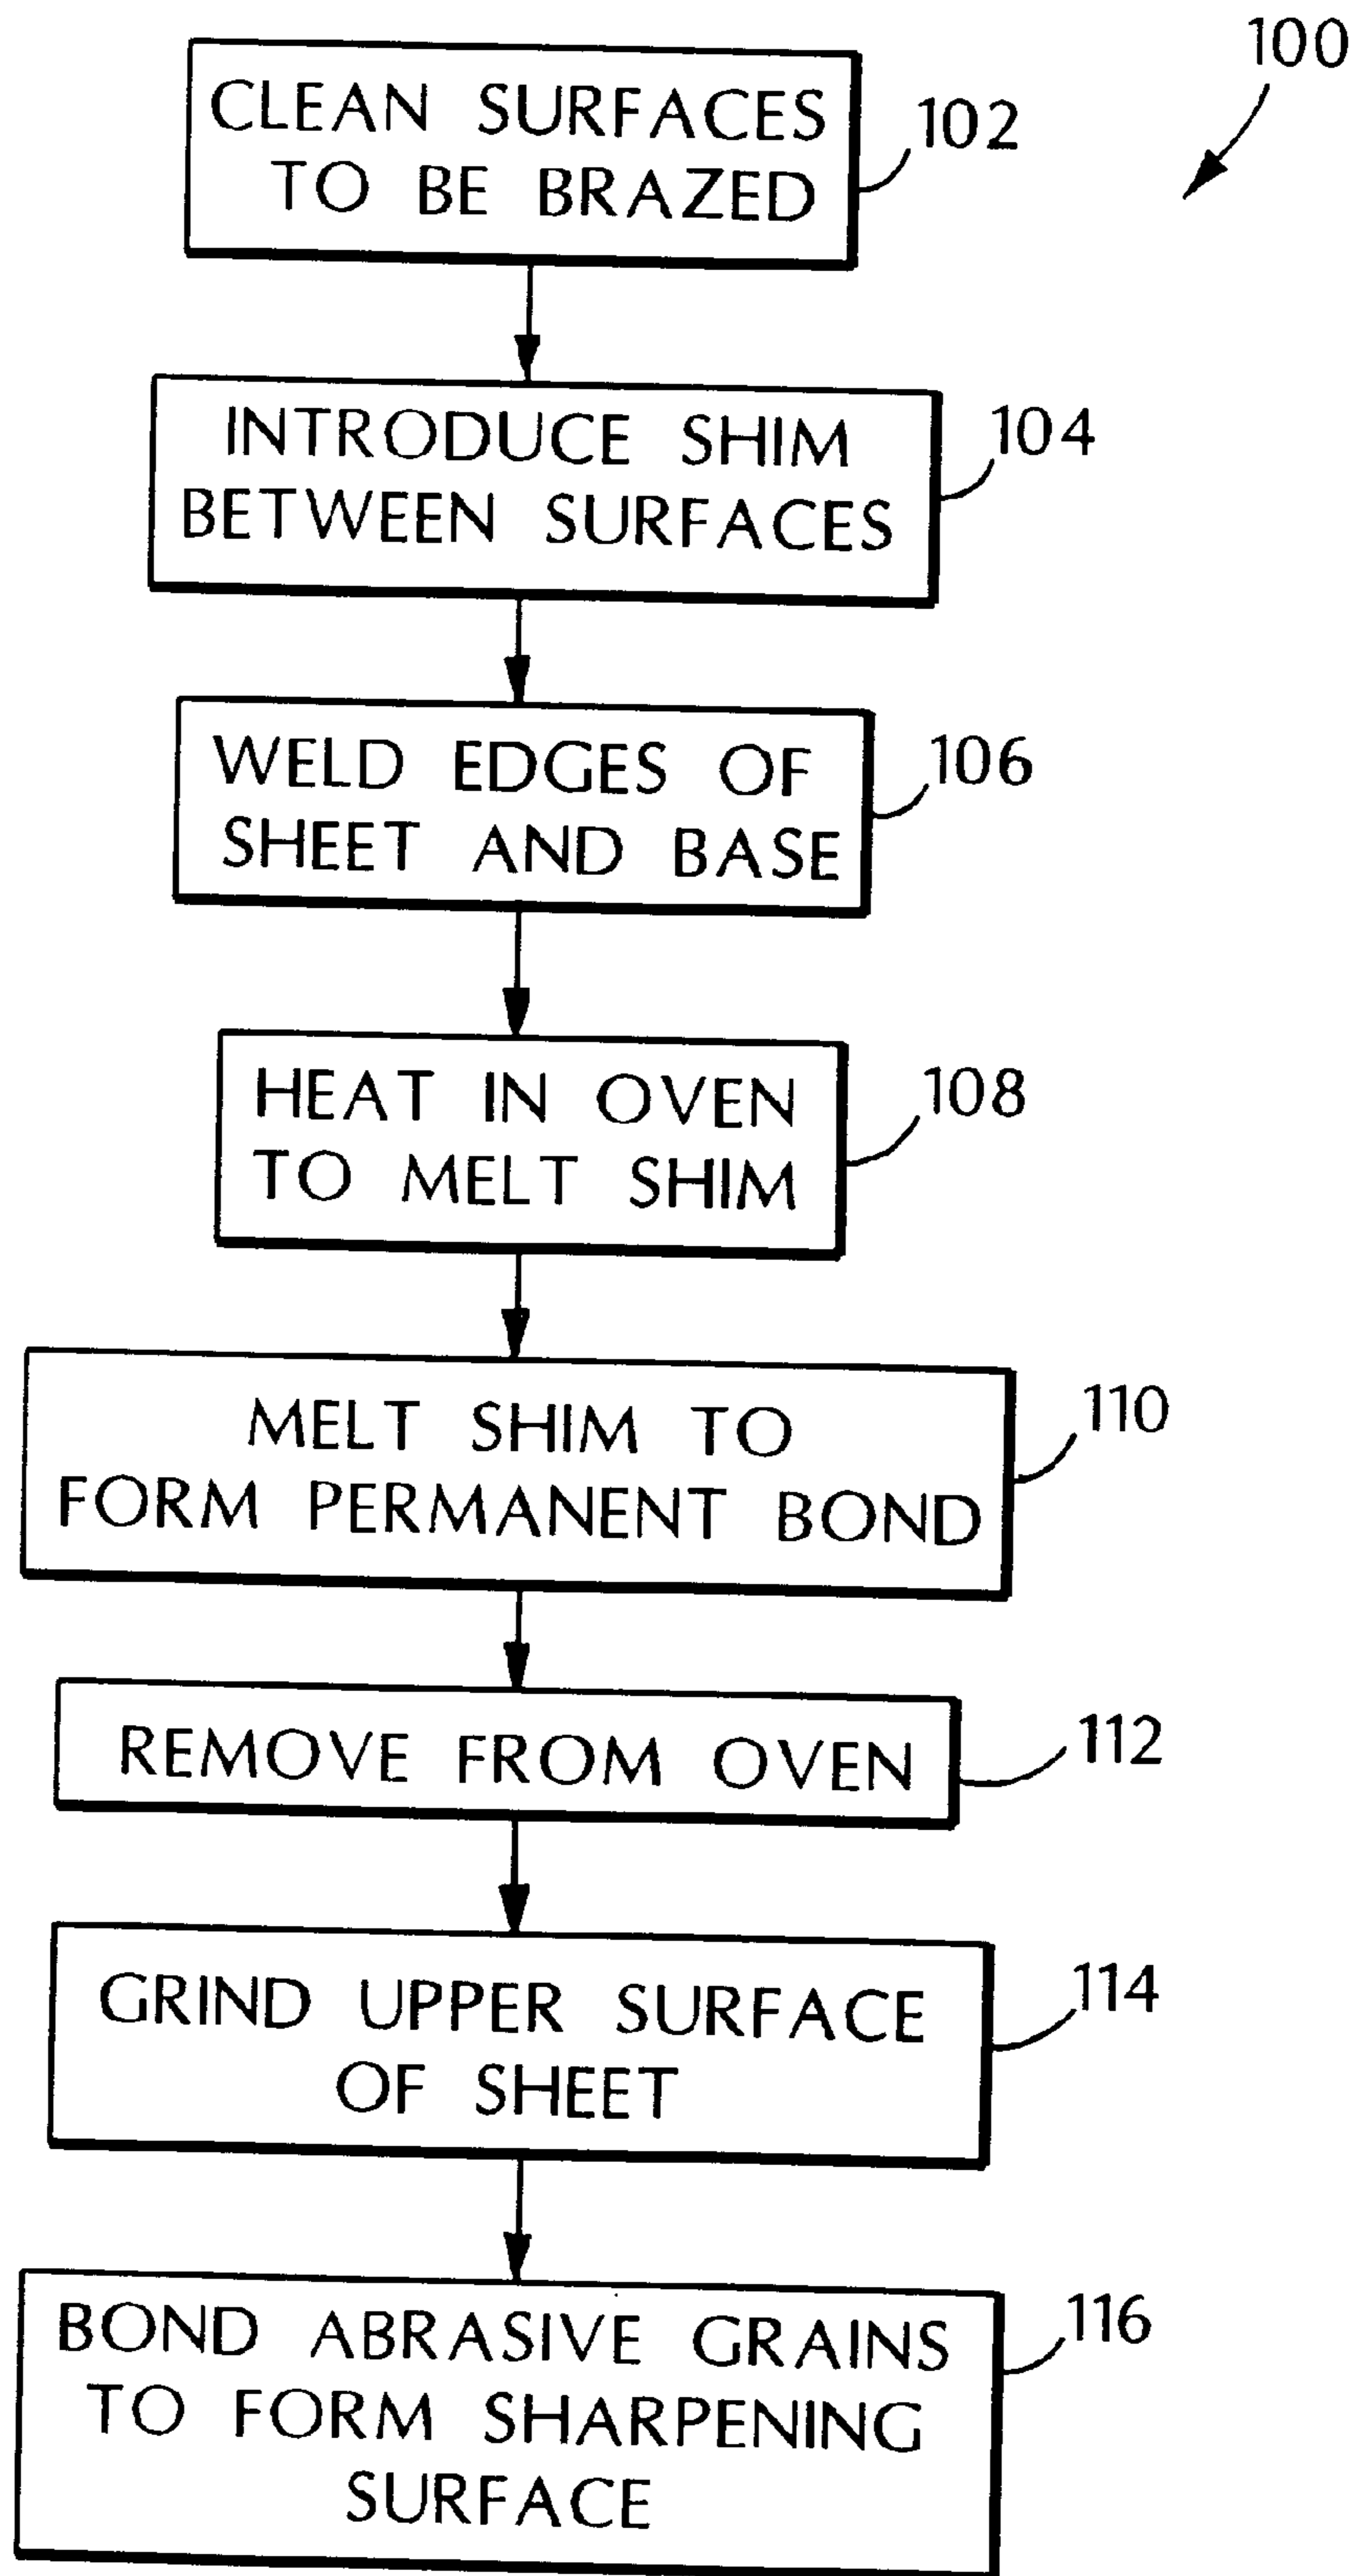 100
CLEAN SURFACES
TO BE BRAZED
102
INTRODUCE SHIM
BETWEEN SURFACES
104
WELD EDGES OF
SHEET AND BASE
106
HEAT IN OVEN
TO MELT SHIM
108
MELT SHIM TO
FORM PERMANENT BOND
110
REMOVE FROM OVEN
112
GRIND UPPER SURFACE
OF SHEET
114
BOND ABRASIVE GRAINS
TO FORM SHARPENING
SURFACE
116